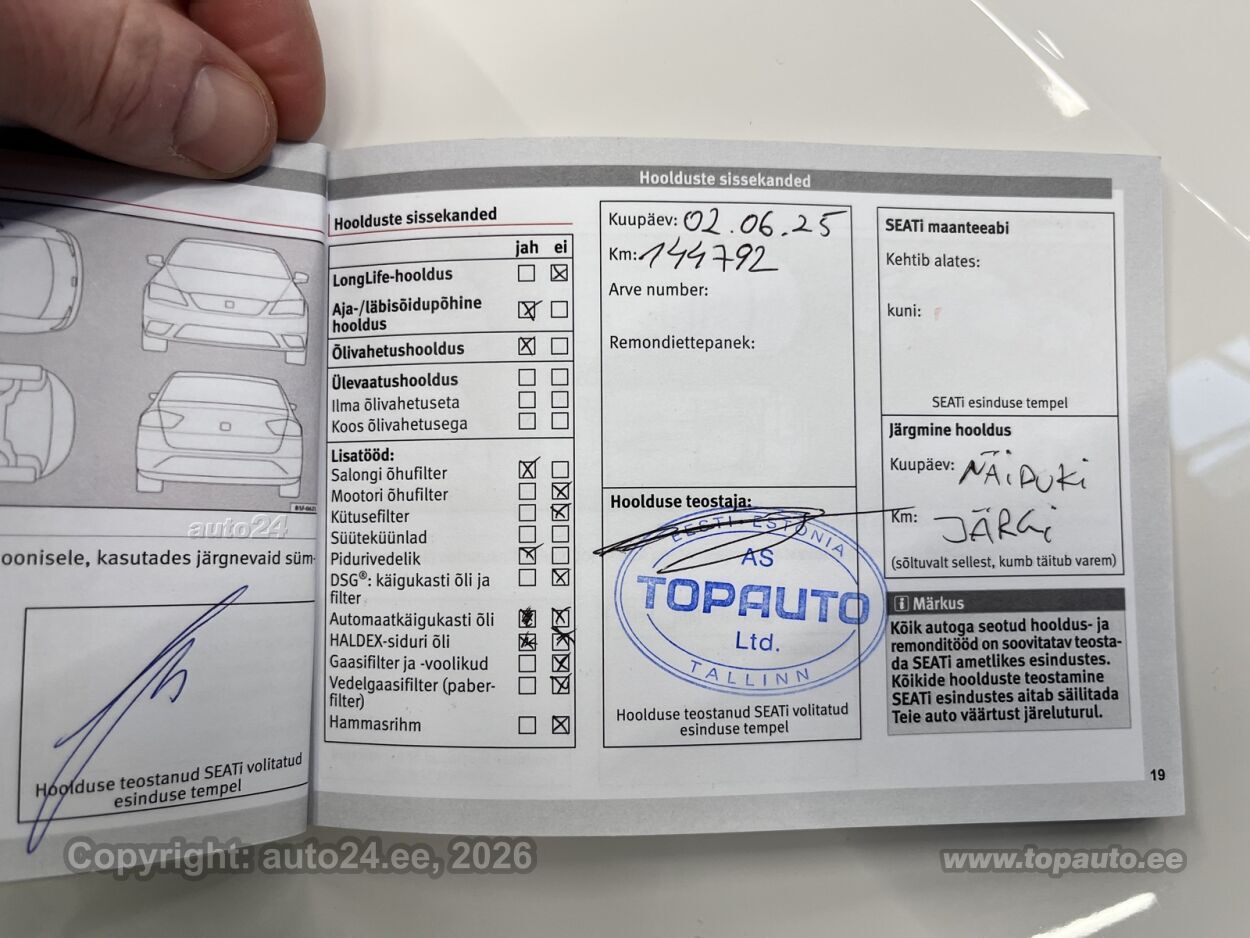 auto24
BSF-0621
oonisele, kasutades järgnevaid süm-
Hoolduse teostanud SEATi volitatud
esinduse tempel
Hoolduste sissekanded
Hoolduste sissekanded
jah ei
LongLife-hooldus
Aja-/läbisõidupõhine
hooldus
Õlivahetushooldus
Ülevaatushooldus
Ilma õlivahetuseta
Koos õlivahetusega
Lisatööd:
Salongi õhufilter
Mootori õhufilter
Kütusefilter
Süüteküünlad
Pidurivedelik
DSG®: käigukasti õli ja
filter
Automaatkäigukasti õli
HALDEX-siduri õli
Gaasifilter ja -voolikud
Vedelgaasifilter (paber-
filter)
Hammasrihm
Kuupäev: 02.06.25
Km: 144792
Arve number:
Remondiettepanek:
Hoolduse teostaja:
EESTI - ESTONIA
AS
TOPAUTO
Ltd.
TALLINN
Hoolduse teostanud SEATi volitatud
esinduse tempel
SEATi maanteeabi
Kehtib alates:
kuni:
SEATi esinduse tempel
Järgmine hooldus
Kuupäev: NÄIDUKI
Km: JÄRGI
(sõltuvalt sellest, kumb täitub varem)
i Märkus
Kõik autoga seotud hooldus- ja
remonditööd on soovitatav teosta-
da SEATi ametlikes esindustes.
Kõikide hoolduste teostamine
SEATi esindustes aitab säilitada
Teie auto väärtust järeluturul.
19
Copyright: auto24.ee, 2026
www.topauto.ee